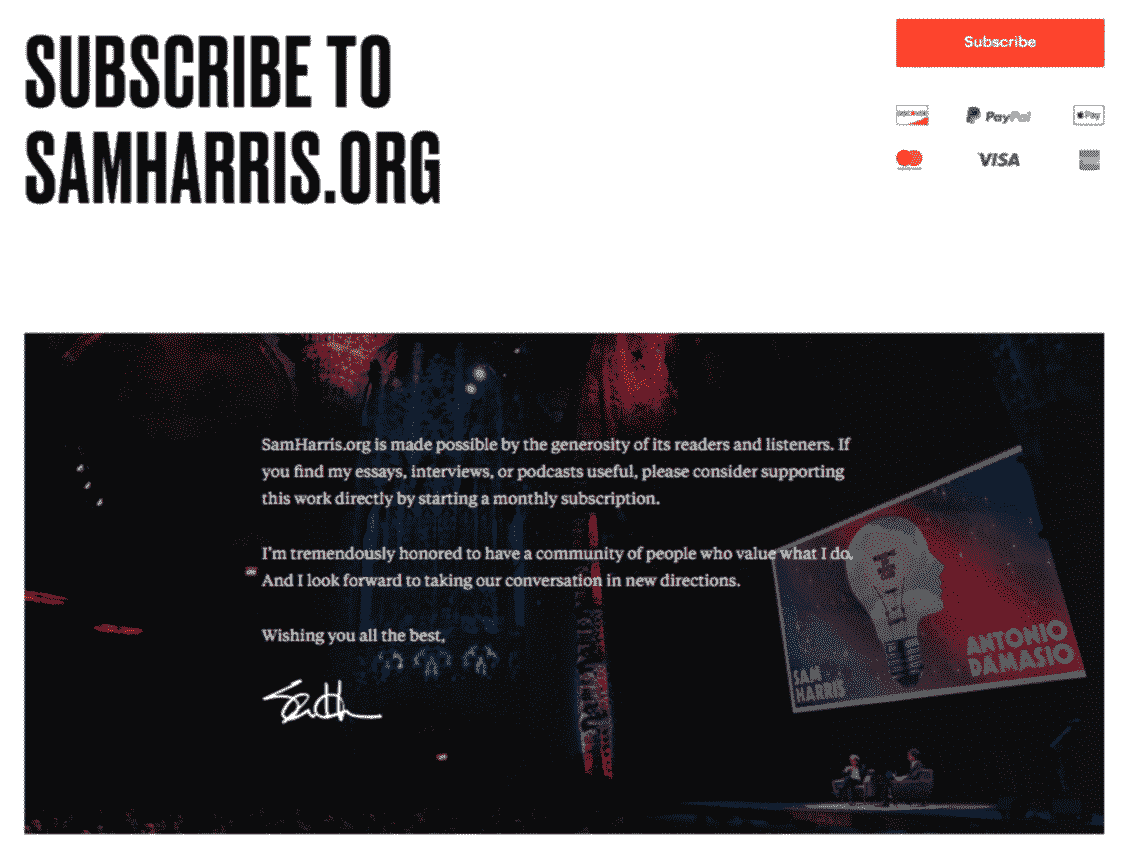 SUBSCRIBE TO
SAMHARRIS.ORG
Subscribe
DISCOVER
PayPal
Pay
VISA
SamHarris.org is made possible by the generosity of its readers and listeners. If
you find my essays, interviews, or podcasts useful, please consider supporting
this work directly by starting a monthly subscription.
I'm tremendously honored to have a community of people who value what I do.
And I look forward to taking our conversation in new directions.
Wishing you all the best,
SAM
HARRIS
ANTONIO
DAMASIO